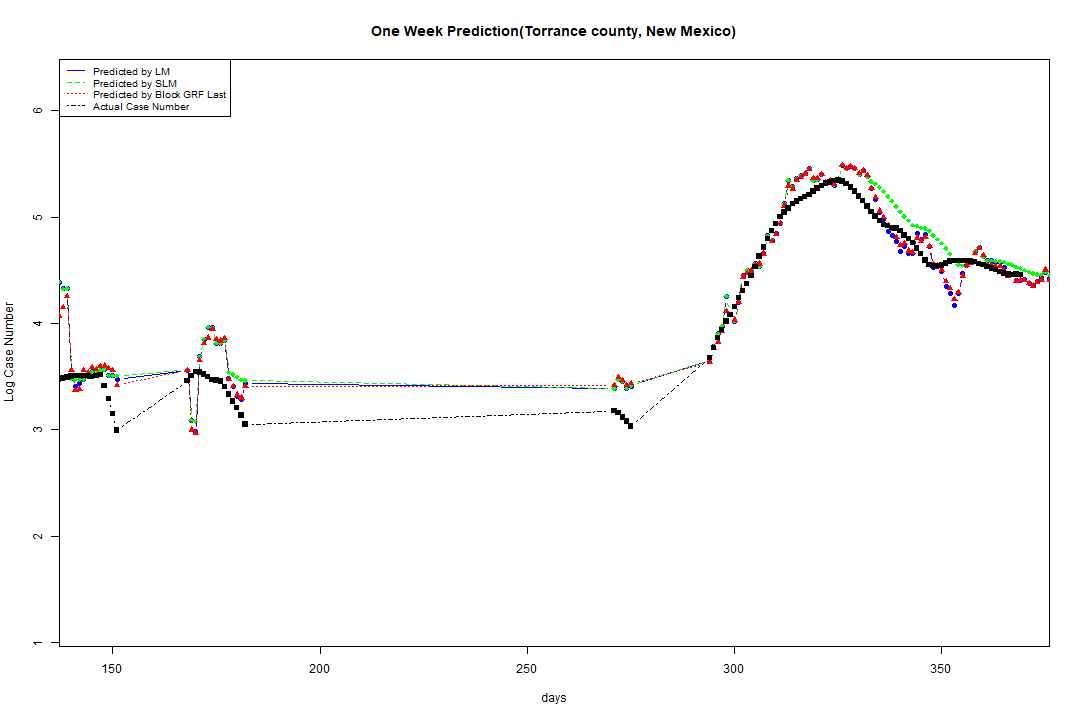 One Week Prediction(Torrance county, New Mexico)
Predicted by LM
Predicted by SLM
Predicted by Block GRF Last
Actual Case Number
6
5
4
3
2
1
Log Case Number
150 200 250 300 350
days